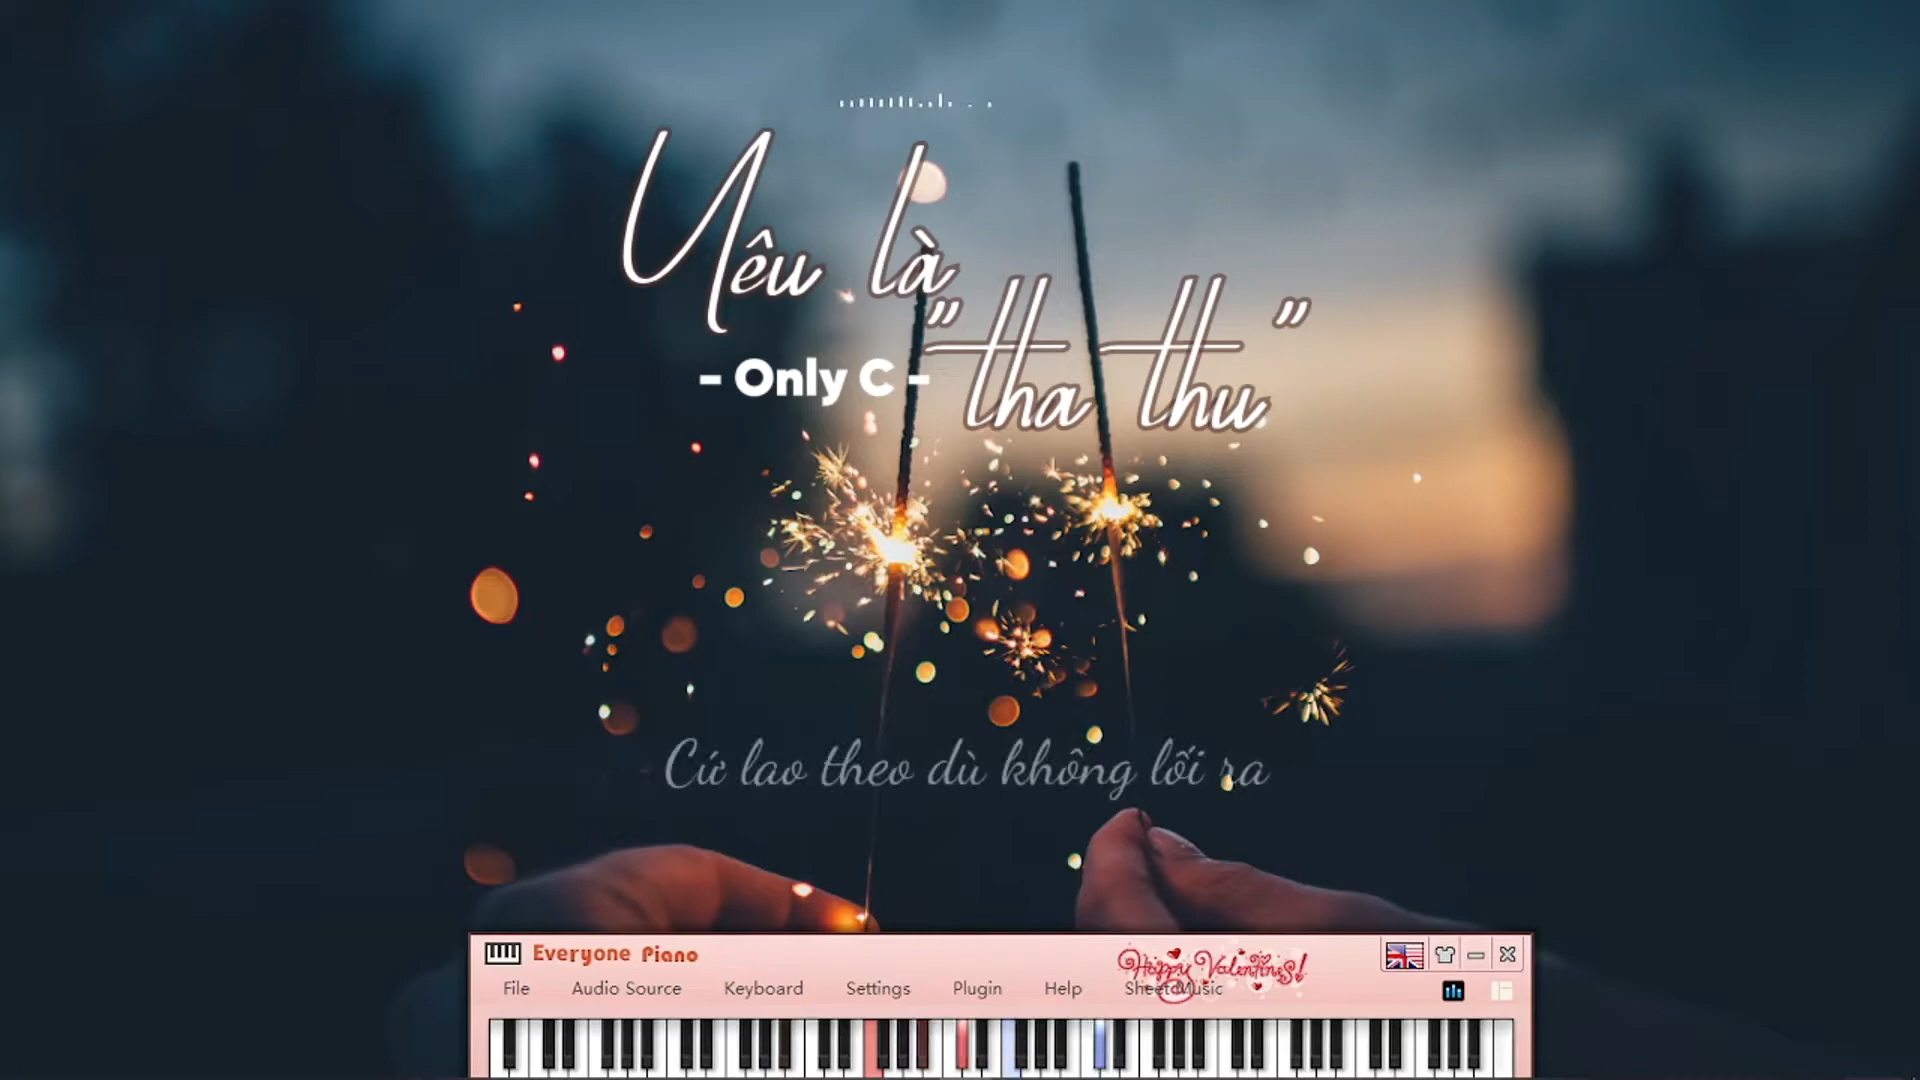 Yêu là
"tha thu"
- Only C -
Cứ lao theo dù không lối ra
Everyone Piano
Happy Valentines!
File Audio Source Keyboard Settings Plugin Help Sheet Music